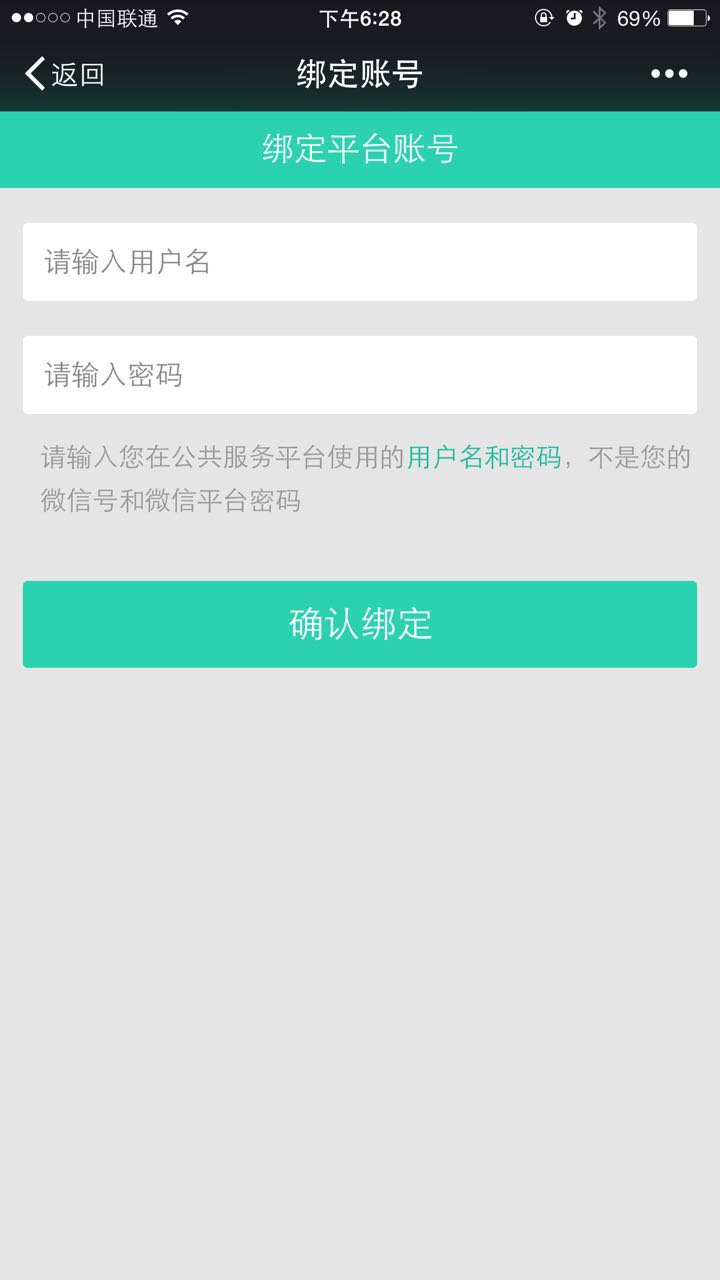 中国联通 下午6:28 69%
返回 绑定账号
绑定平台账号
请输入用户名
请输入密码
请输入您在公共服务平台使用的用户名和密码，不是您的
微信号和微信平台密码
确认绑定